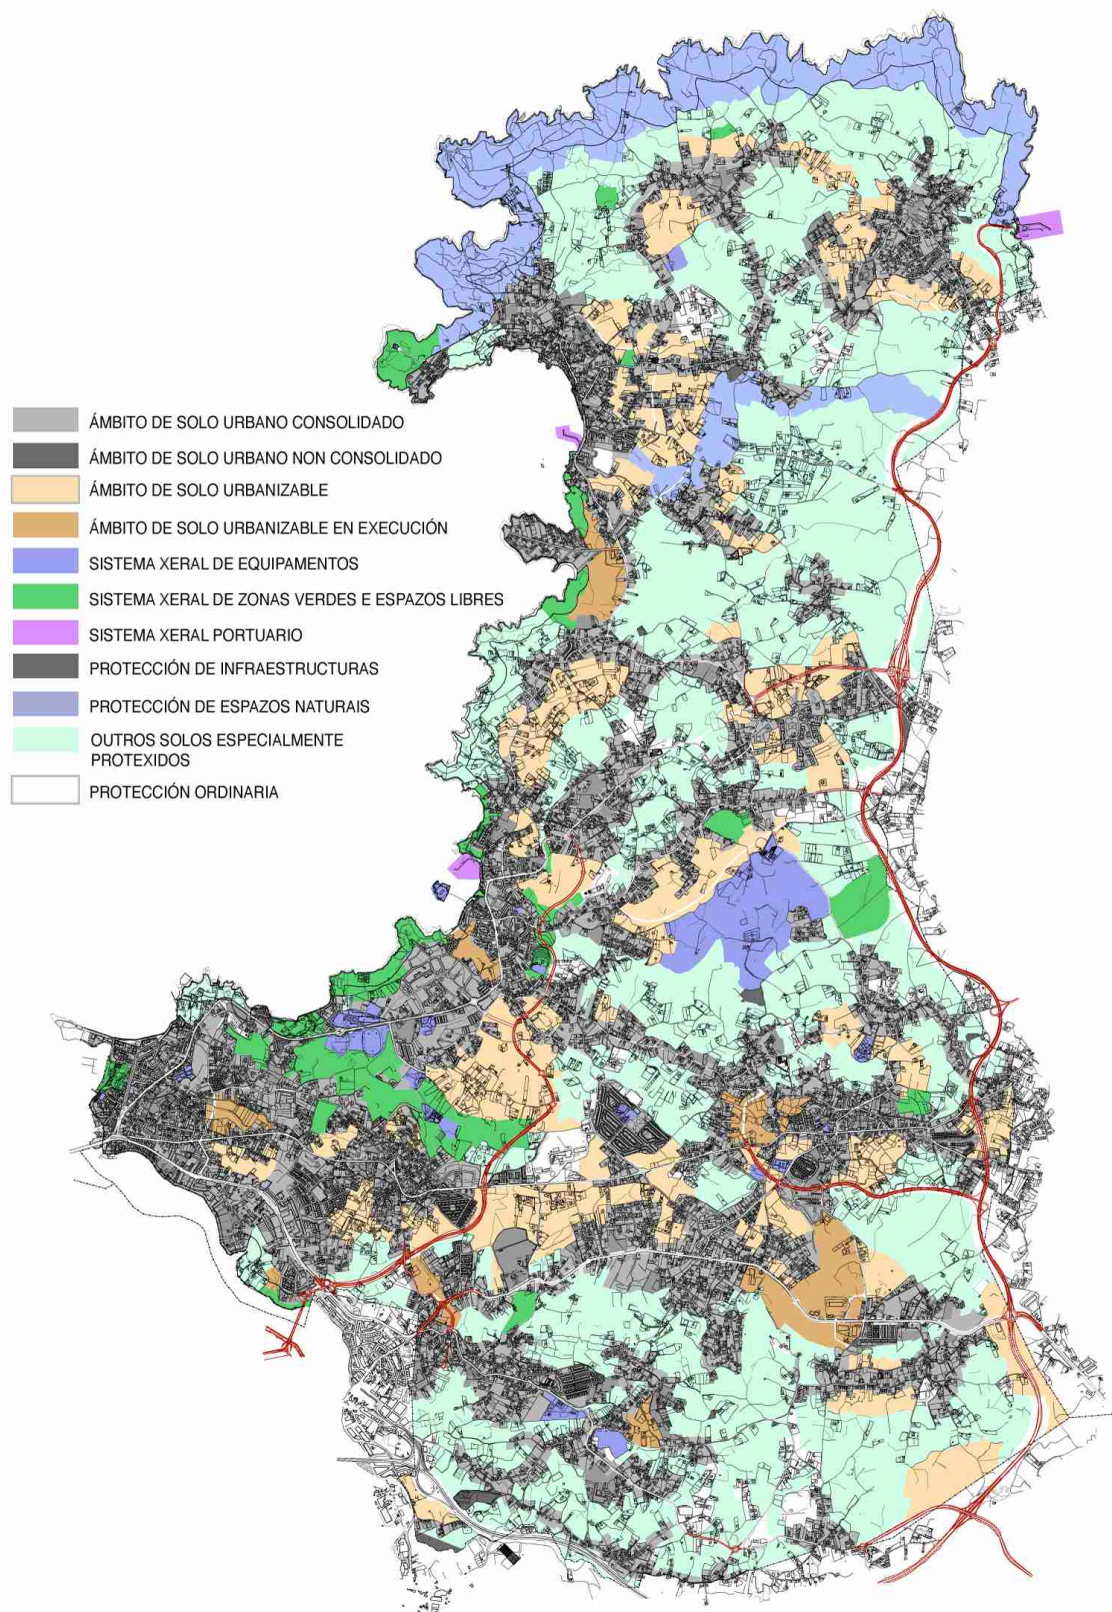 ÁMBITO DE SOLO URBANO CONSOLIDADO
ÁMBITO DE SOLO URBANO NON CONSOLIDADO
ÁMBITO DE SOLO URBANIZABLE
ÁMBITO DE SOLO URBANIZABLE EN EXECUCIÓN
SISTEMA XERAL DE EQUIPAMENTOS
SISTEMA XERAL DE ZONAS VERDES E ESPAZOS LIBRES
SISTEMA XERAL PORTUARIO
PROTECCIÓN DE INFRAESTRUCTURAS
PROTECCIÓN DE ESPAZOS NATURAIS
OUTROS SOLOS ESPECIALMENTE
PROTEXIDOS
PROTECCIÓN ORDINARIA